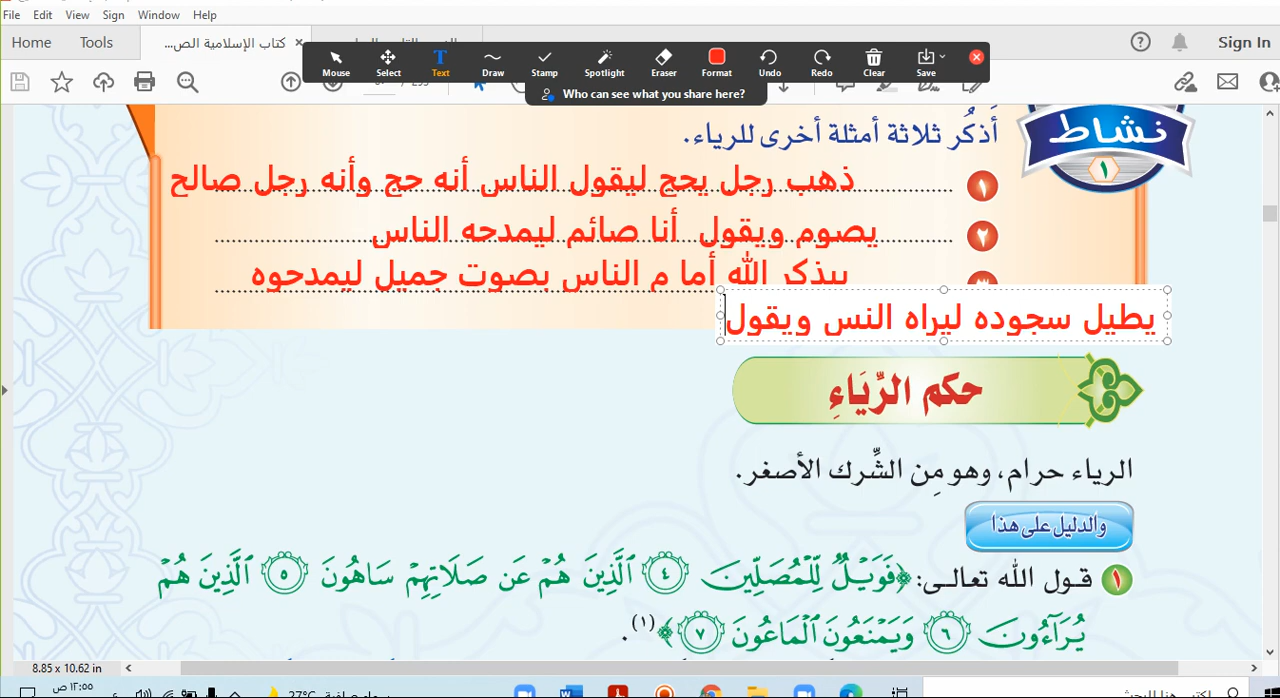 File Edit View Sign Window Help
Home Tools كتاب الإسلامية الص... × Sign In
Mouse Select Text Draw Stamp Spotlight Eraser Format Undo Redo Clear Save
Who can see what you share here?
نشاط
١
أَذكُر ثلاثة أمثلة أخرى للرياء.
١ ذهب رجل يحج ليقول الناس أنه حج وأنه رجل صالح
٢ يصوم ويقول أنا صائم ليمدحه الناس
يبذكر الله أما م الناس بصوت جميل ليمدحوه
يطيل سجوده ليراه النس ويقول
حكم الرِّيَاءِ
الرياء حرام، وهو مِن الشِّرك الأصغر.
والدليل على هذا
١ قول الله تعالى: ﴿فَوَيْلٌ لِّلْمُصَلِّينَ ٤ ٱلَّذِينَ هُمْ عَن صَلَاتِهِمْ سَاهُونَ ٥ ٱلَّذِينَ هُمْ
يُرَآءُونَ ٦ وَيَمْنَعُونَ ٱلْمَاعُونَ ٧﴾(١).
8.85 x 10.62 in
١٢:٥٥ ص 27°C